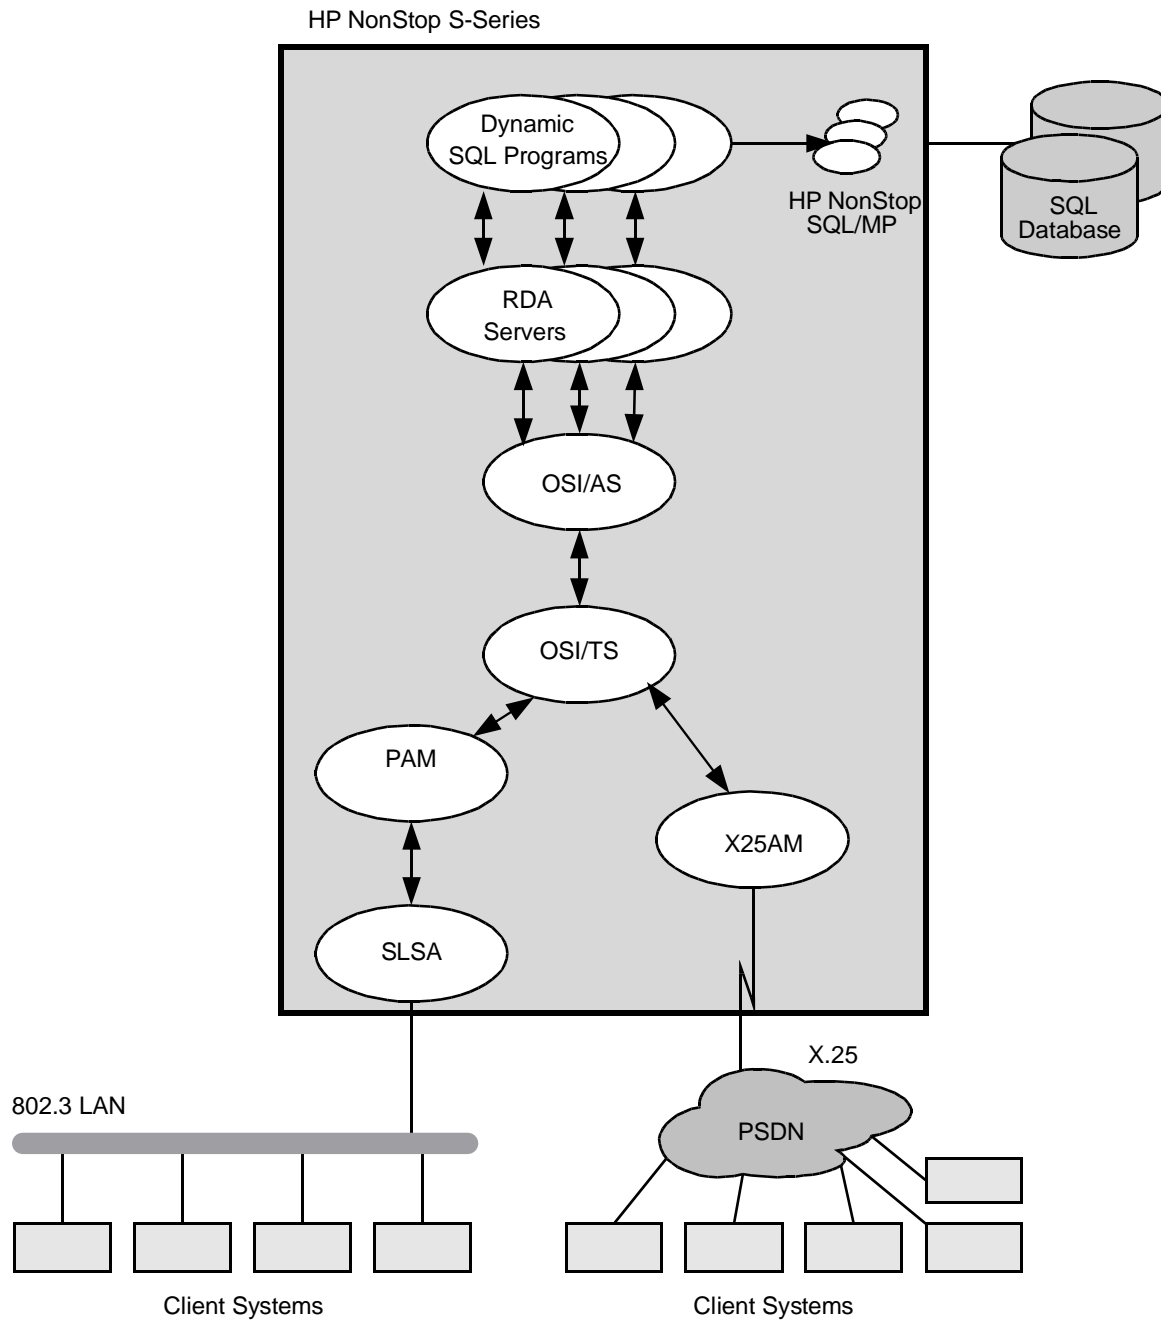 HP NonStop S-Series
Dynamic
SQL Programs
HP NonStop
SQL/MP
SQL
Database
RDA
Servers
OSI/AS
OSI/TS
PAM
X25AM
SLSA
X.25
802.3 LAN
PSDN
Client Systems
Client Systems